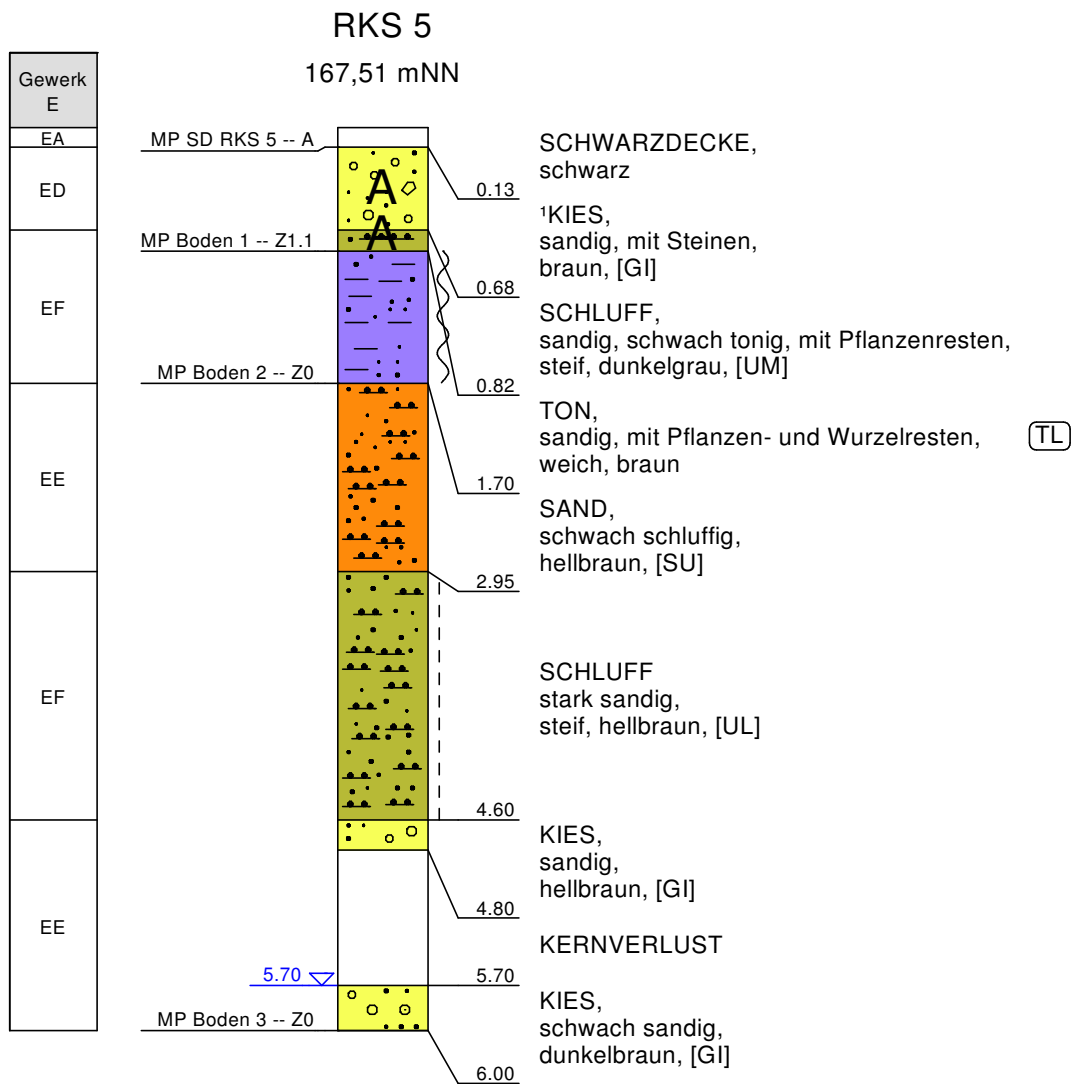 RKS 5
167,51 mNN
Gewerk
E
EA
ED
EF
EE
EF
EE
MP SD RKS 5 -- A
MP Boden 1 -- Z1.1
MP Boden 2 -- Z0
5.70
MP Boden 3 -- Z0
A
A
0.13
0.68
0.82
1.70
2.95
4.60
4.80
5.70
6.00
SCHWARZDECKE,
schwarz
¹KIES,
sandig, mit Steinen,
braun, [GI]
SCHLUFF,
sandig, schwach tonig, mit Pflanzenresten,
steif, dunkelgrau, [UM]
TON,
sandig, mit Pflanzen- und Wurzelresten,
weich, braun
TL
SAND,
schwach schluffig,
hellbraun, [SU]
SCHLUFF
stark sandig,
steif, hellbraun, [UL]
KIES,
sandig,
hellbraun, [GI]
KERNVERLUST
KIES,
schwach sandig,
dunkelbraun, [GI]